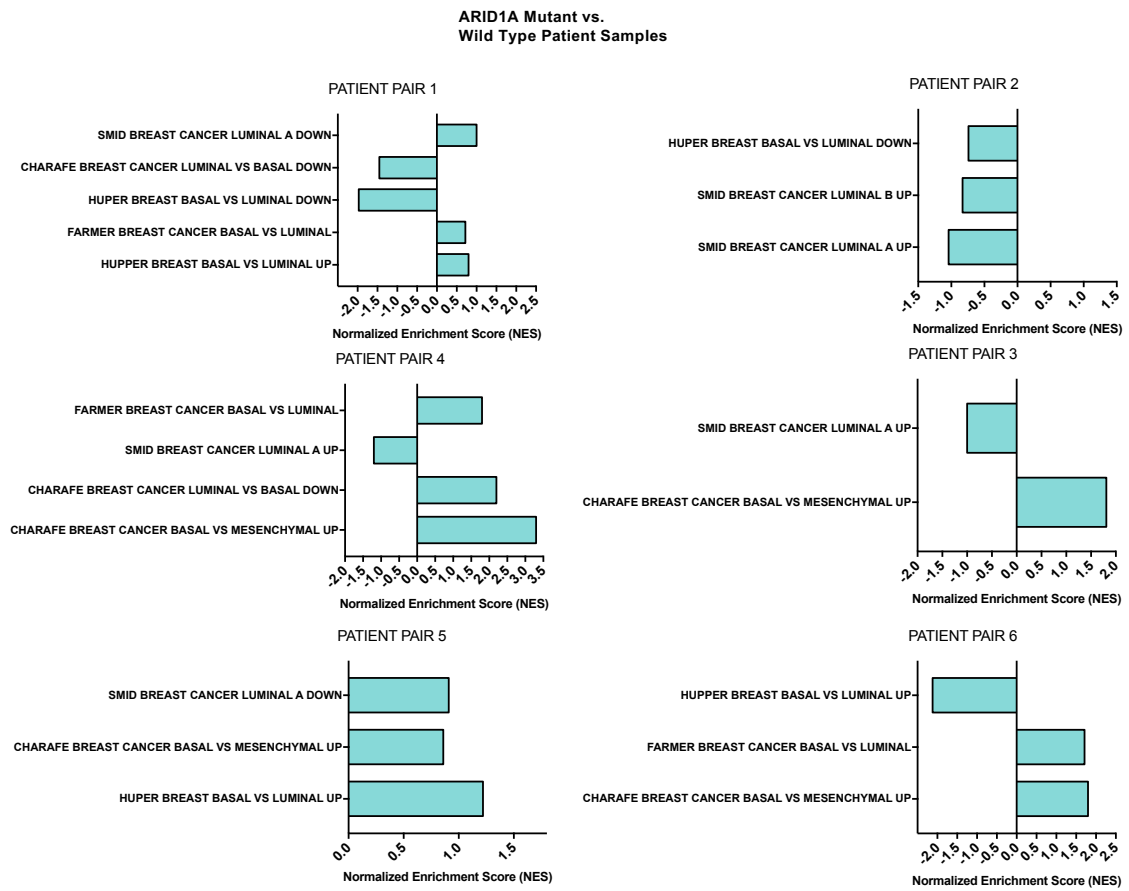 ARID1A Mutant vs.
Wild Type Patient Samples
PATIENT PAIR 1
SMID BREAST CANCER LUMINAL A DOWN
CHARAFE BREAST CANCER LUMINAL VS BASAL DOWN
HUPER BREAST BASAL VS LUMINAL DOWN
FARMER BREAST CANCER BASAL VS LUMINAL
HUPPER BREAST BASAL VS LUMINAL UP
-2.0 -1.5 -1.0 -0.5 0.0 0.5 1.0 1.5 2.0 2.5
Normalized Enrichment Score (NES)
PATIENT PAIR 2
HUPER BREAST BASAL VS LUMINAL DOWN
SMID BREAST CANCER LUMINAL B UP
SMID BREAST CANCER LUMINAL A UP
-1.5 -1.0 -0.5 0.0 0.5 1.0 1.5
Normalized Enrichment Score (NES)
PATIENT PAIR 4
FARMER BREAST CANCER BASAL VS LUMINAL
SMID BREAST CANCER LUMINAL A UP
CHARAFE BREAST CANCER LUMINAL VS BASAL DOWN
CHARAFE BREAST CANCER BASAL VS MESENCHYMAL UP
-2.0 -1.5 -1.0 -0.5 0.0 0.5 1.0 1.5 2.0 2.5 3.0 3.5
Normalized Enrichment Score (NES)
PATIENT PAIR 3
SMID BREAST CANCER LUMINAL A UP
CHARAFE BREAST CANCER BASAL VS MESENCHYMAL UP
-2.0 -1.5 -1.0 -0.5 0.0 0.5 1.0 1.5 2.0
Normalized Enrichment Score (NES)
PATIENT PAIR 5
SMID BREAST CANCER LUMINAL A DOWN
CHARAFE BREAST CANCER BASAL VS MESENCHYMAL UP
HUPER BREAST BASAL VS LUMINAL UP
0.0 0.5 1.0 1.5
Normalized Enrichment Score (NES)
PATIENT PAIR 6
HUPPER BREAST BASAL VS LUMINAL UP
FARMER BREAST CANCER BASAL VS LUMINAL
CHARAFE BREAST CANCER BASAL VS MESENCHYMAL UP
-2.0 -1.5 -1.0 -0.5 0.0 0.5 1.0 1.5 2.0 2.5
Normalized Enrichment Score (NES)